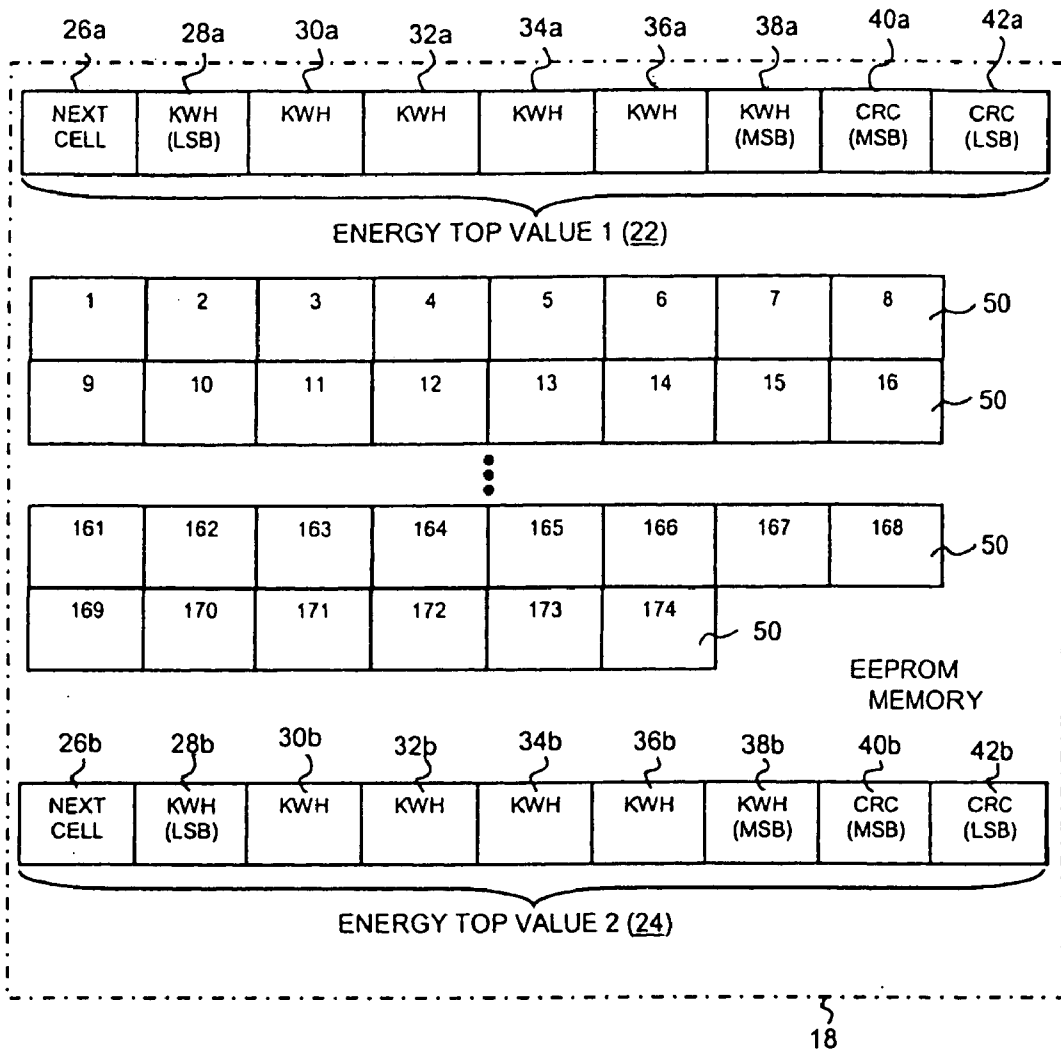 26a 28a 30a 32a 34a 36a 38a 40a 42a
NEXT CELL KWH (LSB) KWH KWH KWH KWH KWH (MSB) CRC (MSB) CRC (LSB)
ENERGY TOP VALUE 1 (22)
1 2 3 4 5 6 7 8 50
9 10 11 12 13 14 15 16 50
161 162 163 164 165 166 167 168 50
169 170 171 172 173 174 50
EEPROM
MEMORY
26b 28b 30b 32b 34b 36b 38b 40b 42b
NEXT CELL KWH (LSB) KWH KWH KWH KWH KWH (MSB) CRC (MSB) CRC (LSB)
ENERGY TOP VALUE 2 (24)
18